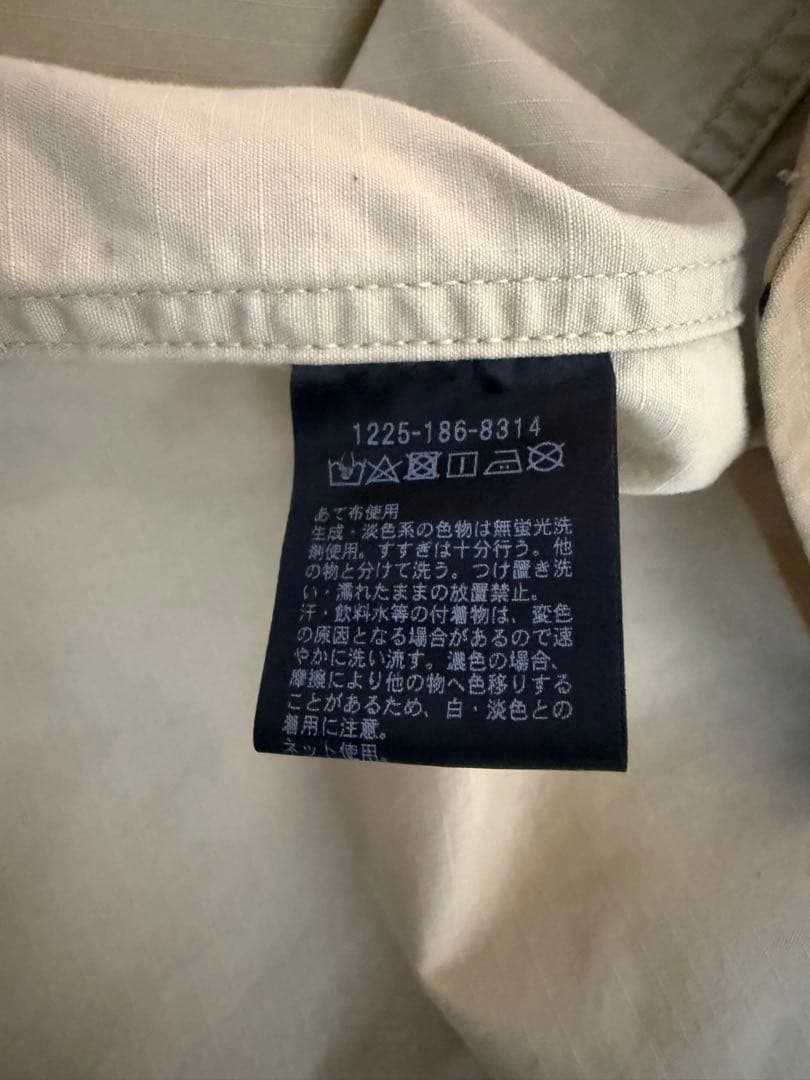 1225-186-8314
あて布使用
生成・淡色系の色物は無蛍光洗
剤使用。すすぎは十分行う。他
の物と分けて洗う。つけ置き洗
い・濡れたままの放置禁止。
汗・飲料水等の付着物は、変色
の原因となる場合があるので速
やかに洗い流す。濃色の場合、
摩擦により他の物へ色移りする
ことがあるため、白・淡色との
着用に注意。
ネット使用。